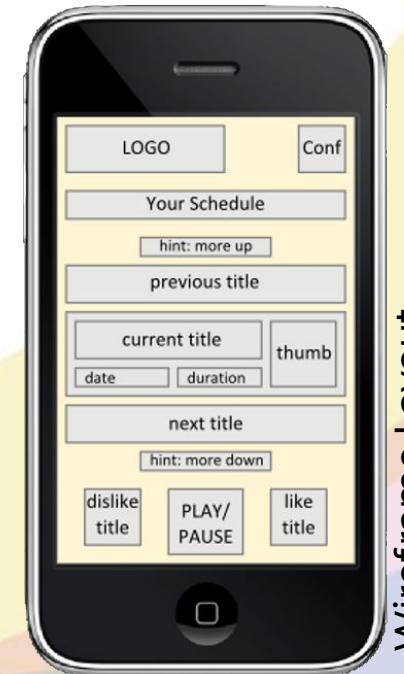 LOGO
Conf
Your Schedule
hint: more up
previous title
current title
thumb
date
duration
next title
hint: more down
dislike
title
PLAY/
PAUSE
like
title
Wireframe Layout